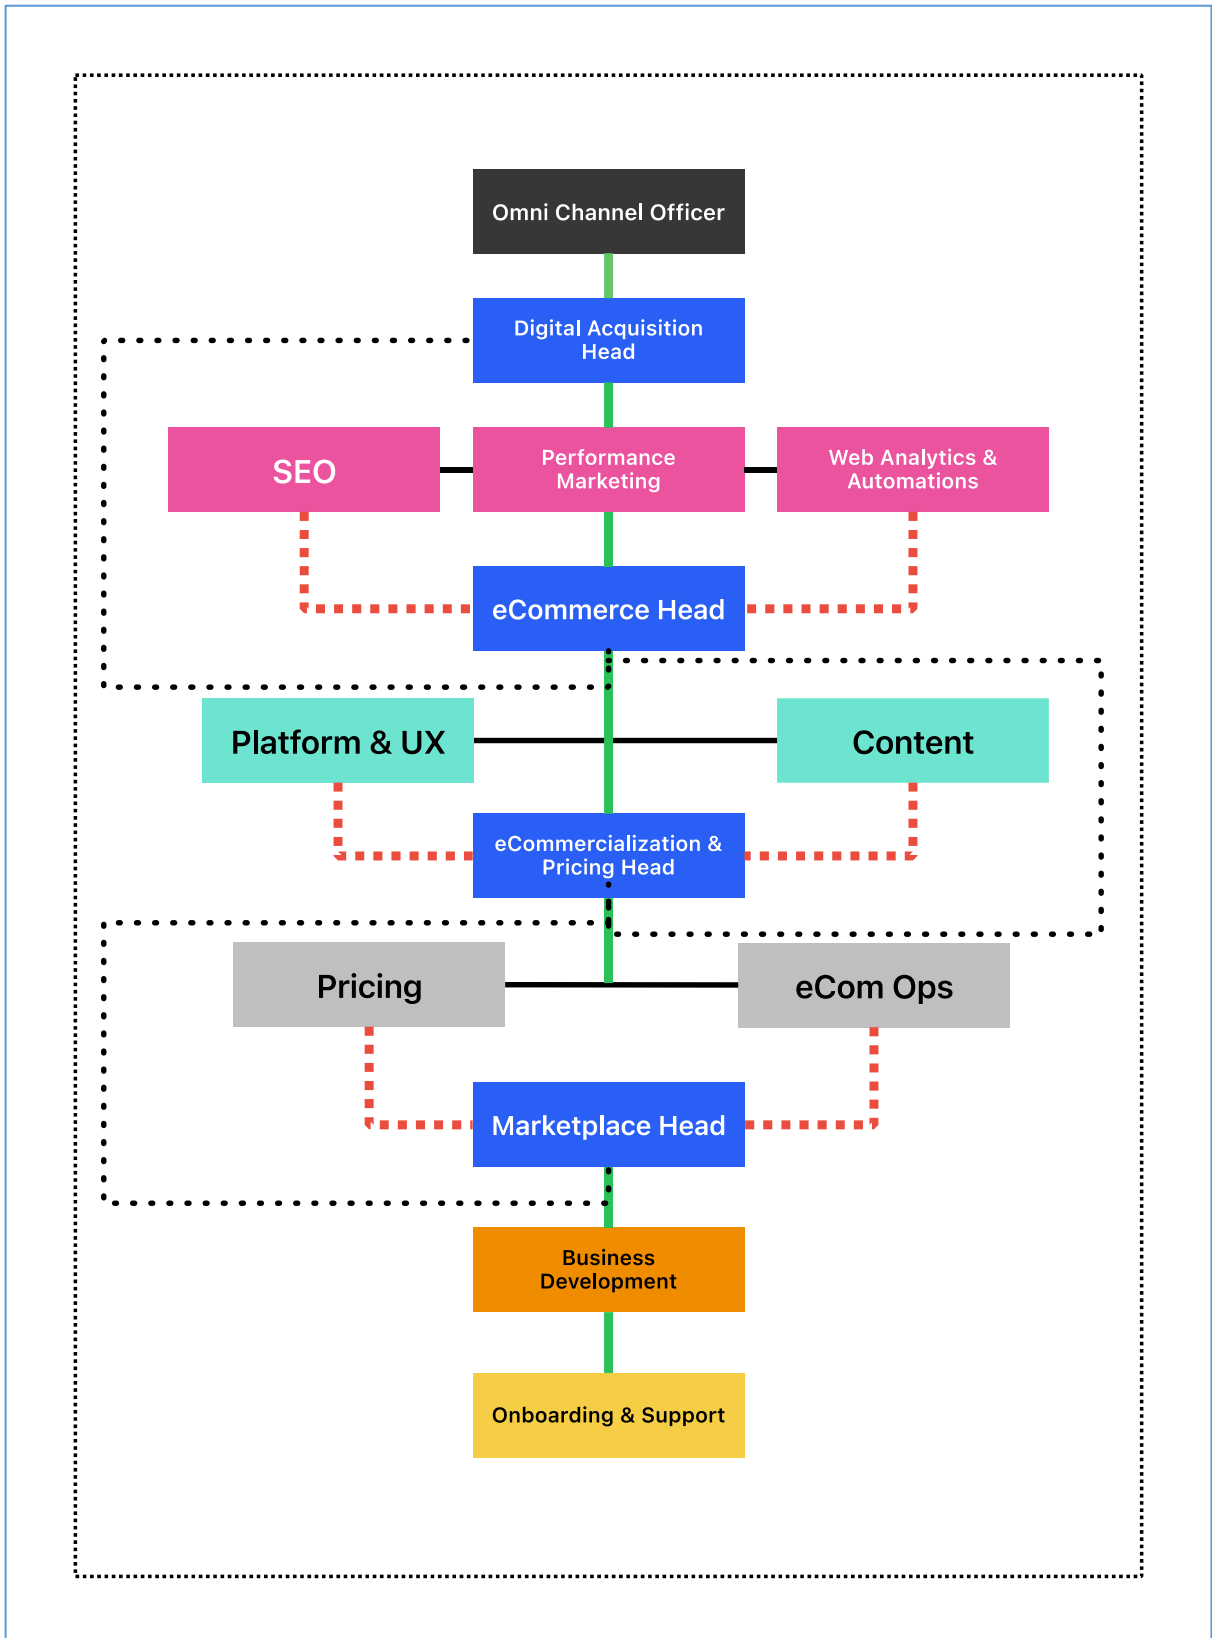 Omni Channel Officer
Digital Acquisition
Head
SEO
Performance
Marketing
Web Analytics &
Automations
eCommerce Head
Platform & UX
Content
eCommercialization &
Pricing Head
Pricing
eCom Ops
Marketplace Head
Business
Development
Onboarding & Support